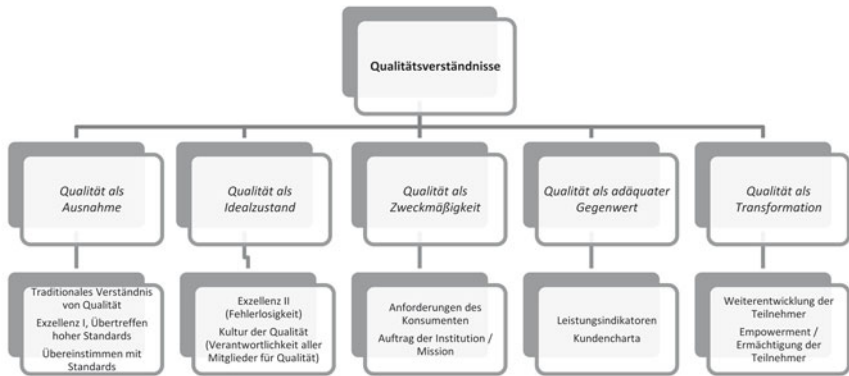 Qualitätsverständnisse
Qualität als
Ausnahme
Qualität als
Idealzustand
Qualität als
Zweckmäßigkeit
Qualität als adäquater
Gegenwert
Qualität als
Transformation
Traditionales Verständnis
von Qualität
Exzellenz I, Übertreffen
hoher Standards
Übereinstimmen mit
Standards
Exzellenz II
(Fehlerlosigkeit)
Kultur der Qualität
(Verantwortlichkeit aller
Mitglieder für Qualität)
Anforderungen des
Konsumenten
Auftrag der Institution /
Mission
Leistungsindikatoren
Kundencharta
Weiterentwicklung der
Teilnehmer
Empowerment /
Ermächtigung der
Teilnehmer